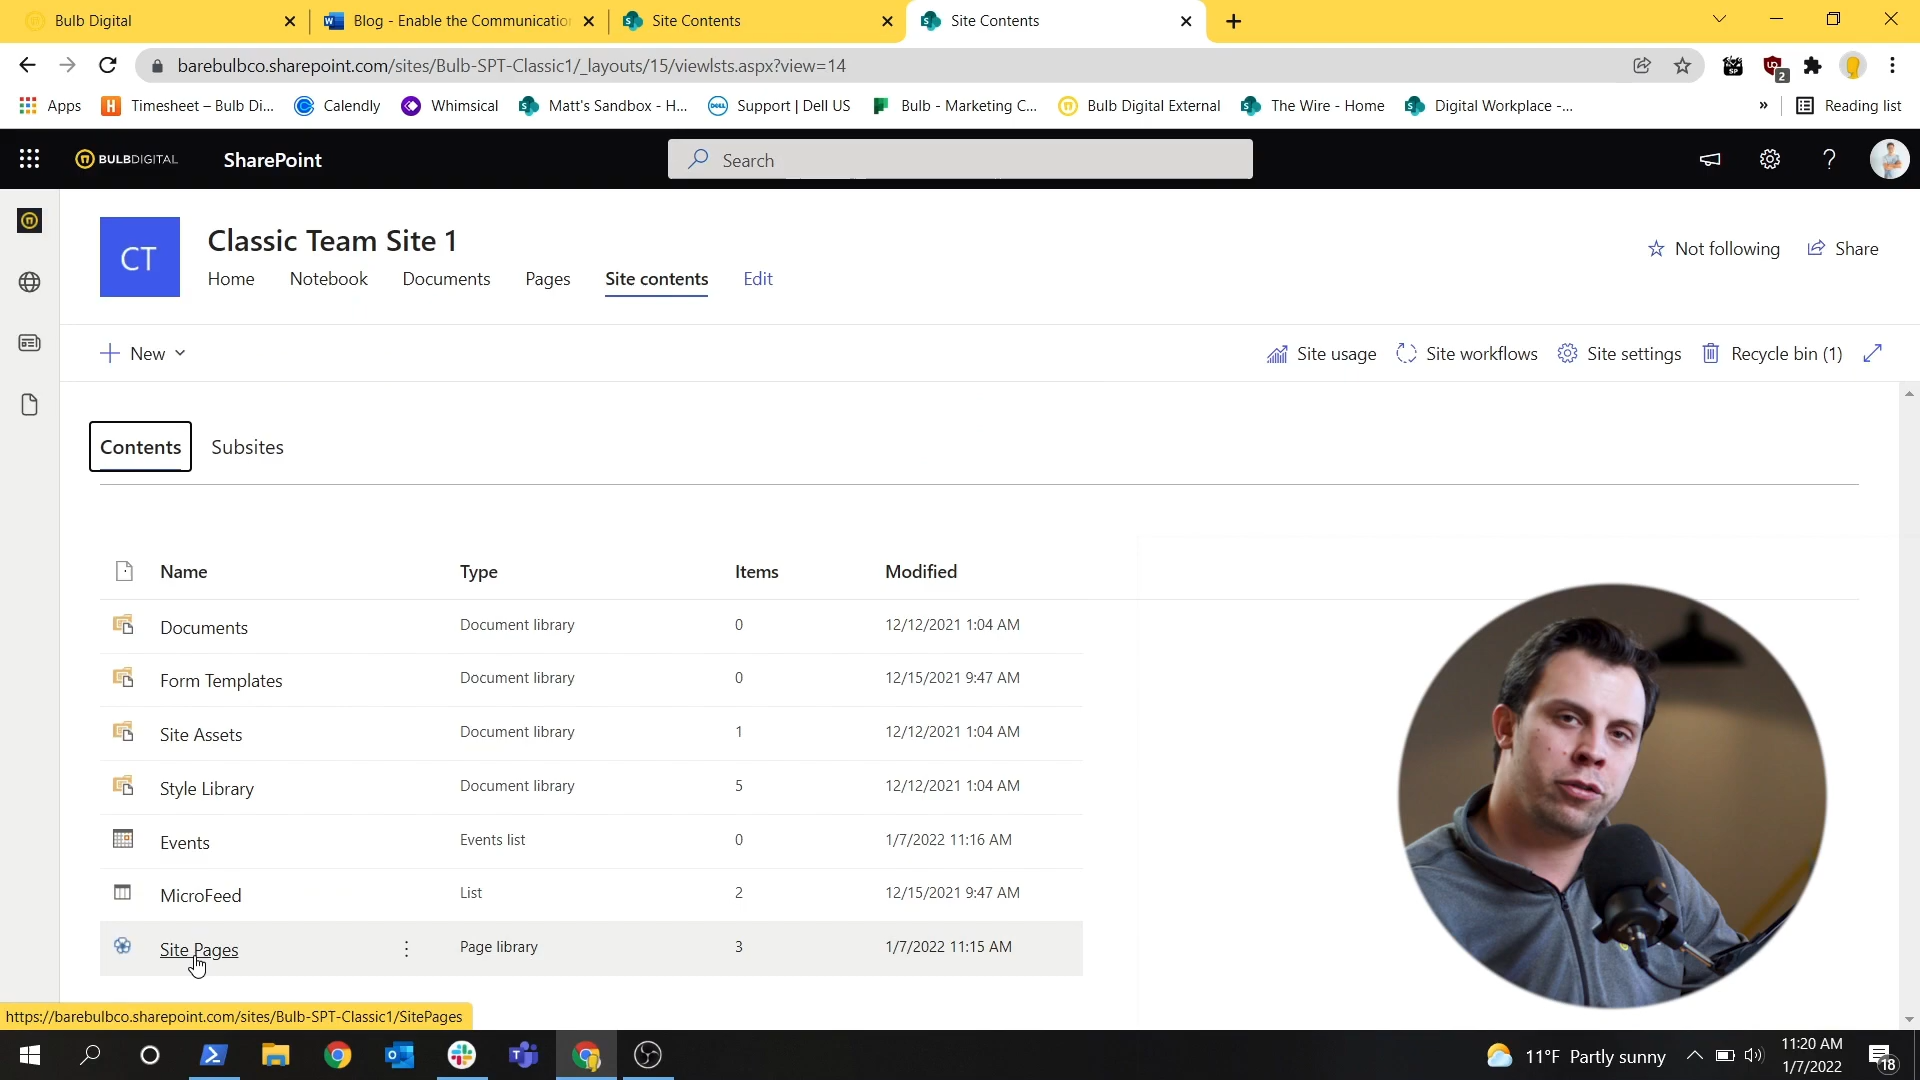 Bulb Digital
Blog - Enable the Communication
Site Contents
Site Contents
barebulbco.sharepoint.com/sites/Bulb-SPT-Classic1/_layouts/15/viewlsts.aspx?view=14
2
Apps
Timesheet – Bulb Di...
Calendly
Whimsical
Matt's Sandbox - H...
Support | Dell US
Bulb - Marketing C...
Bulb Digital External
The Wire - Home
Digital Workplace -...
»
Reading list
BULBDIGITAL
SharePoint
Search
CT
Classic Team Site 1
Not following
Share
Home
Notebook
Documents
Pages
Site contents
Edit
New
Site usage
Site workflows
Site settings
Recycle bin (1)
Contents
Subsites
Name Type Items Modified
Documents Document library 0 12/12/2021 1:04 AM
Form Templates Document library 0 12/15/2021 9:47 AM
Site Assets Document library 1 12/12/2021 1:04 AM
Style Library Document library 5 12/12/2021 1:04 AM
Events Events list 0 1/7/2022 11:16 AM
MicroFeed List 2 12/15/2021 9:47 AM
Site Pages Page library 3 1/7/2022 11:15 AM
https://barebulbco.sharepoint.com/sites/Bulb-SPT-Classic1/SitePages
11°F Partly sunny
11:20 AM
1/7/2022
18